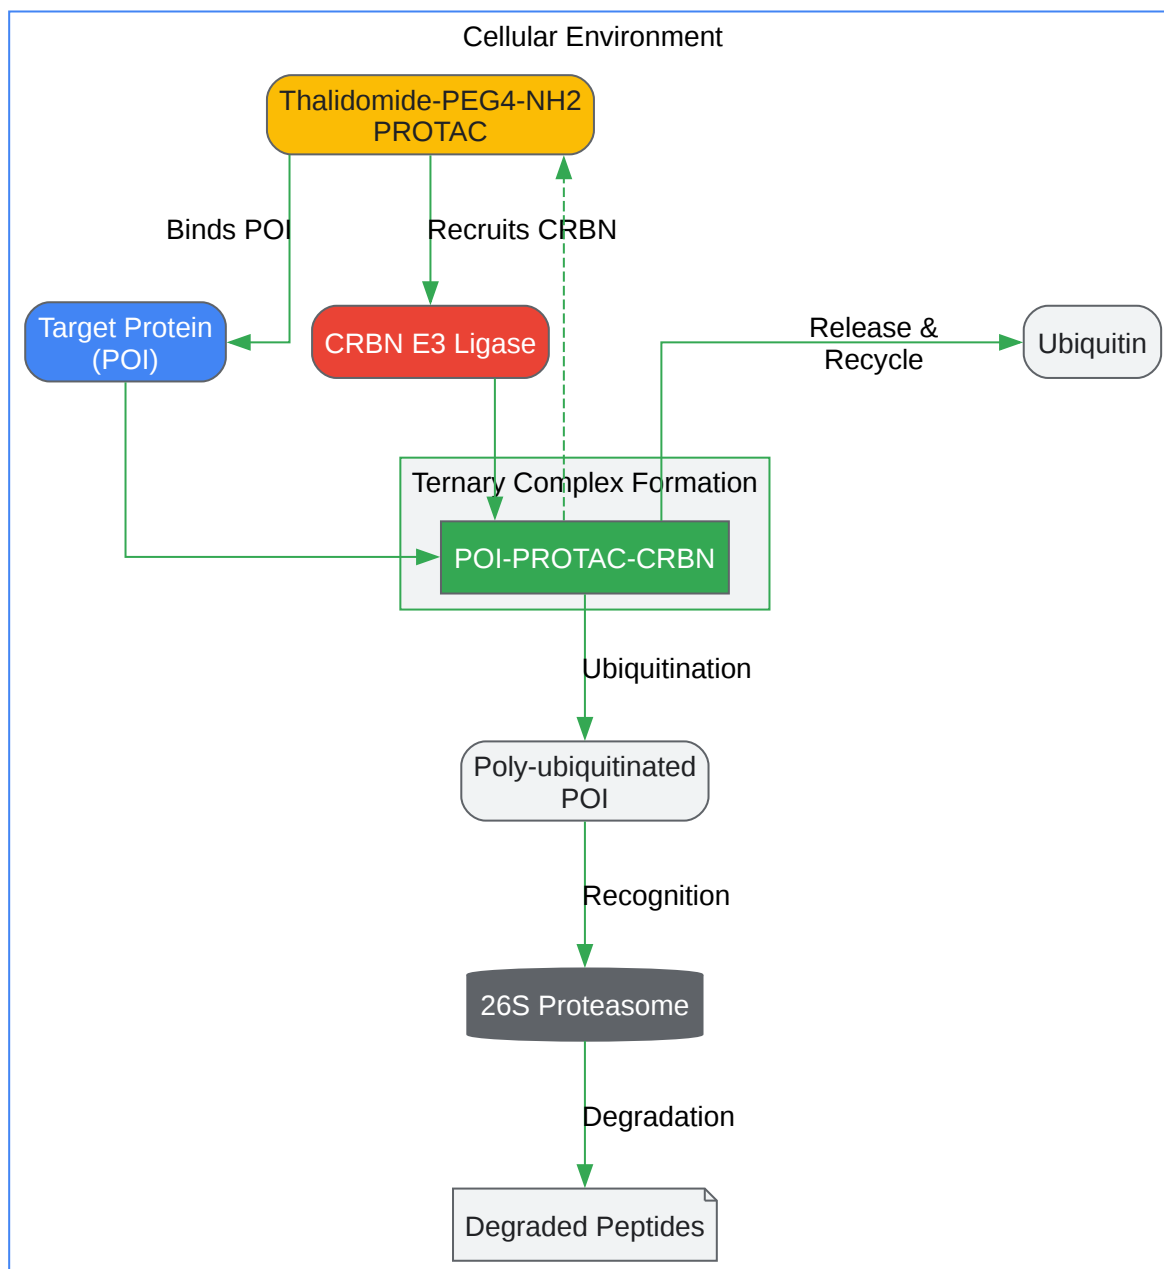 Cellular Environment
Thalidomide-PEG4-NH2
PROTAC
Binds POI
Recruits CRBN
Target Protein
(POI)
CRBN E3 Ligase
Release &
Recycle
Ubiquitin
Ternary Complex Formation
POI-PROTAC-CRBN
Ubiquitination
Poly-ubiquitinated
POI
Recognition
26S Proteasome
Degradation
Degraded Peptides